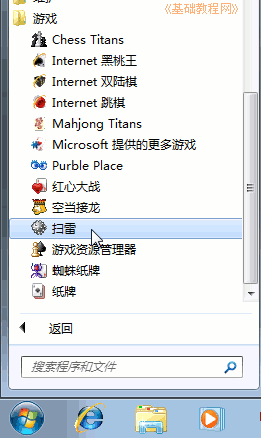 《基础教程网》
维护
游戏
Chess Titans
Internet 黑桃王
Internet 双陆棋
Internet 跳棋
Mahjong Titans
Microsoft 提供的更多游戏
Purble Place
红心大战
空当接龙
扫雷
游戏资源管理器
蜘蛛纸牌
纸牌
返回
搜索程序和文件